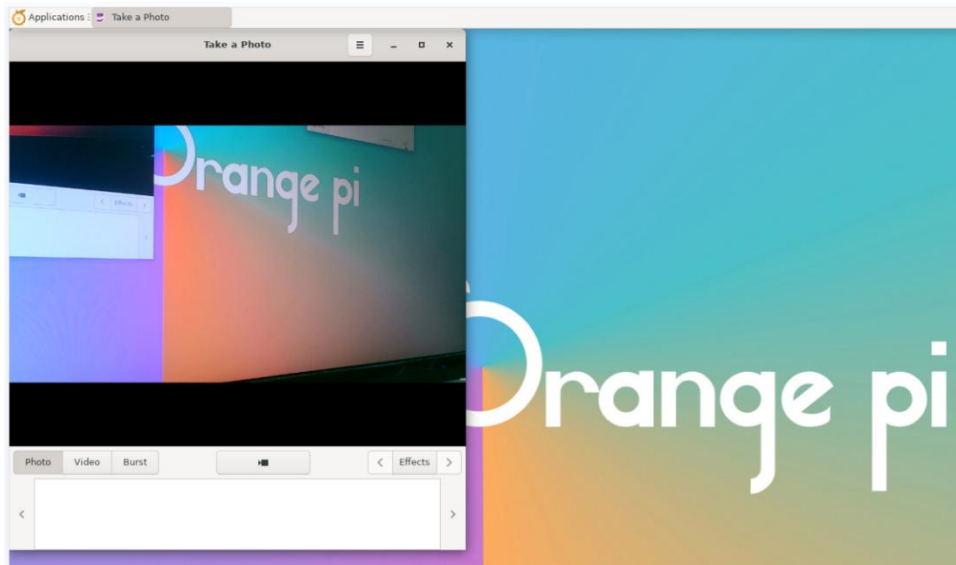 Applications Take a Photo
Take a Photo
Orange pi
Effects
Orange pi
Photo Video Burst Effects